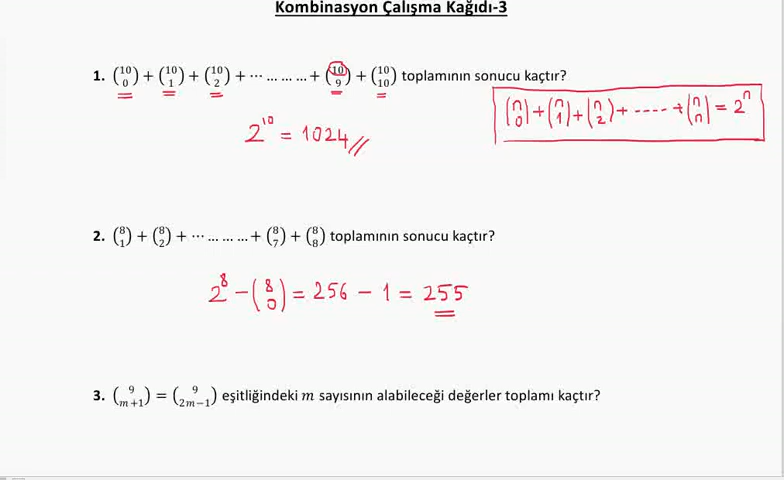 Kombinasyon Çalışma Kağıdı-3
1. (10 0) + (10 1) + (10 2) + ⋯ … … … + (10 9) + (10 10) toplamının sonucu kaçtır?
(n 0) + (n 1) + (n 2) + ---- + (n n) = 2^n
2^10 = 1024 //
2. (8 1) + (8 2) + ⋯ … … … + (8 7) + (8 8) toplamının sonucu kaçtır?
2^8 - (8 0) = 256 - 1 = 255
3. (9 m+1) = (9 2m−1) eşitliğindeki m sayısının alabileceği değerler toplamı kaçtır?